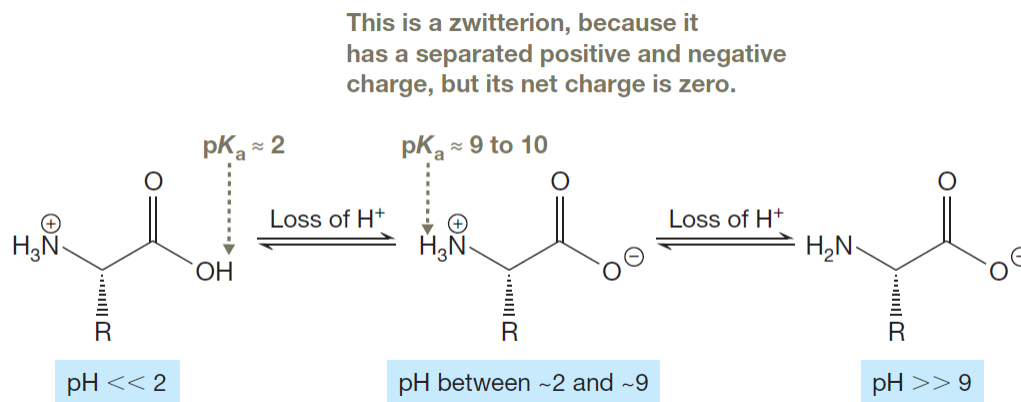 This is a zwitterion, because it
has a separated positive and negative
charge, but its net charge is zero.
pKa ≈ 2
pKa ≈ 9 to 10
O
O
O
Loss of H+
Loss of H+
+
H3N
OH
R
+
H3N
O −
R
H2N
O −
R
pH << 2
pH between ~2 and ~9
pH >> 9